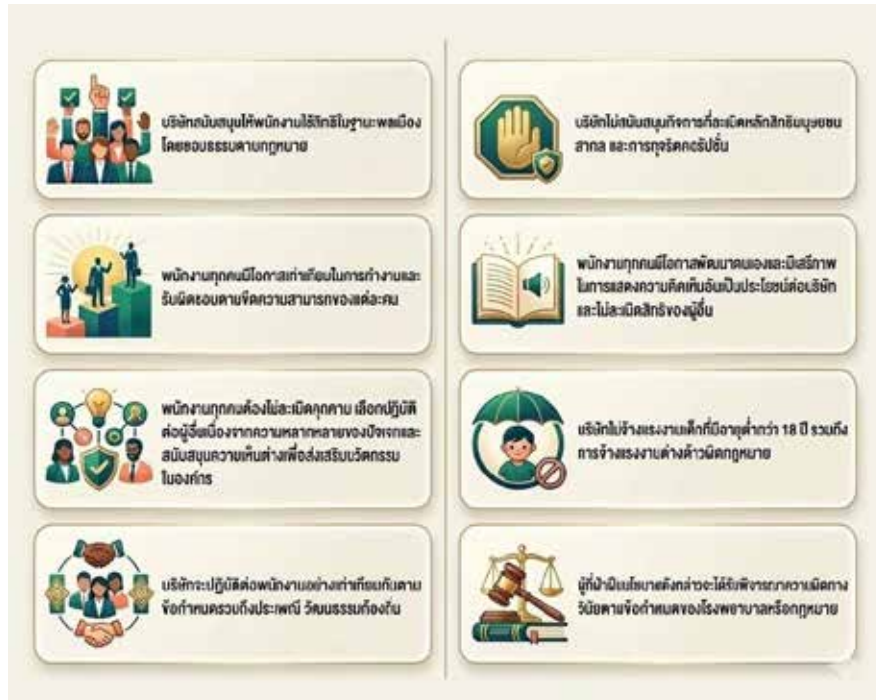 บริษัทสนับสนุนให้พนักงานใช้สิทธิในฐานะพลเมือง
โดยชอบธรรมตามกฎหมาย
พนักงานทุกคนมีโอกาสเท่าเทียมในการทำงานและ
รับผิดชอบตามขีดความสามารถของแต่ละคน
พนักงานทุกคนต้องไม่ละเมิดคุกคาม เลือกปฏิบัติ
ต่อผู้อื่นเนื่องจากความหลากหลายของปัจเจกและ
สนับสนุนความเห็นต่างเพื่อส่งเสริมนวัตกรรม
ในองค์กร
บริษัทจะปฏิบัติต่อพนักงานอย่างเท่าเทียมกันตาม
ข้อกำหนดรวมถึงประเพณี วัฒนธรรมท้องถิ่น
บริษัทไม่สนับสนุนกิจการที่ละเมิดหลักสิทธิมนุษยชน
สากล และการทุจริตคอรัปชั่น
พนักงานทุกคนมีโอกาสพัฒนาตนเองและมีเสรีภาพ
ในการแสดงความคิดเห็นอันเป็นประโยชน์ต่อบริษัท
และไม่ละเมิดสิทธิของผู้อื่น
บริษัทไม่จ้างแรงงานเด็กที่มีอายุต่ำกว่า 18 ปี รวมถึง
การจ้างแรงงานต่างด้าวผิดกฎหมาย
ผู้ที่ฝ่าฝืนนโยบายดังกล่าวจะได้รับพิจารณาความผิดทาง
วินัยตามข้อกำหนดของโรงพยาบาลหรือกฎหมาย